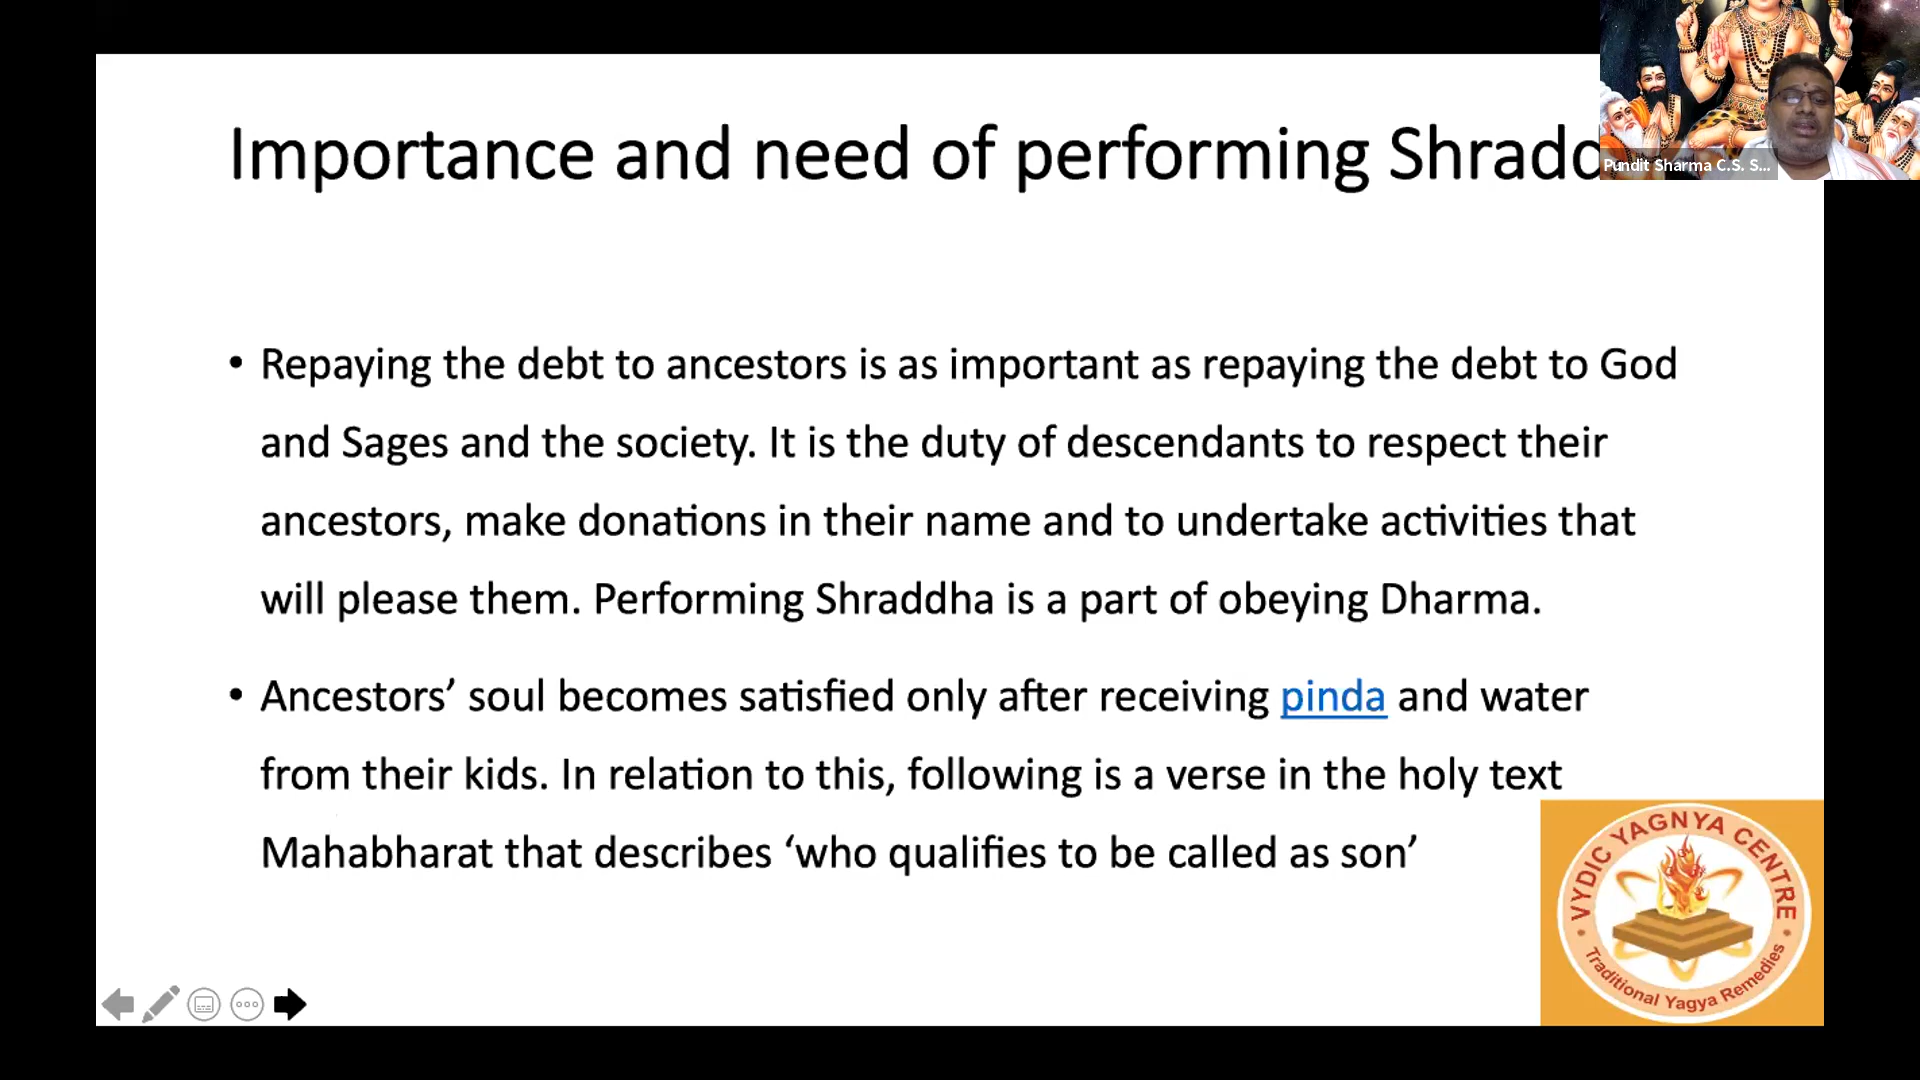 Importance and need of performing Shradd
Pundit Sharma C.S. S...
• Repaying the debt to ancestors is as important as repaying the debt to God
and Sages and the society. It is the duty of descendants to respect their
ancestors, make donations in their name and to undertake activities that
will please them. Performing Shraddha is a part of obeying Dharma.
• Ancestors’ soul becomes satisfied only after receiving pinda and water
from their kids. In relation to this, following is a verse in the holy text
Mahabharat that describes ‘who qualifies to be called as son’
VYDIC YAGNYA CENTRE
Traditional Yagya Remedies